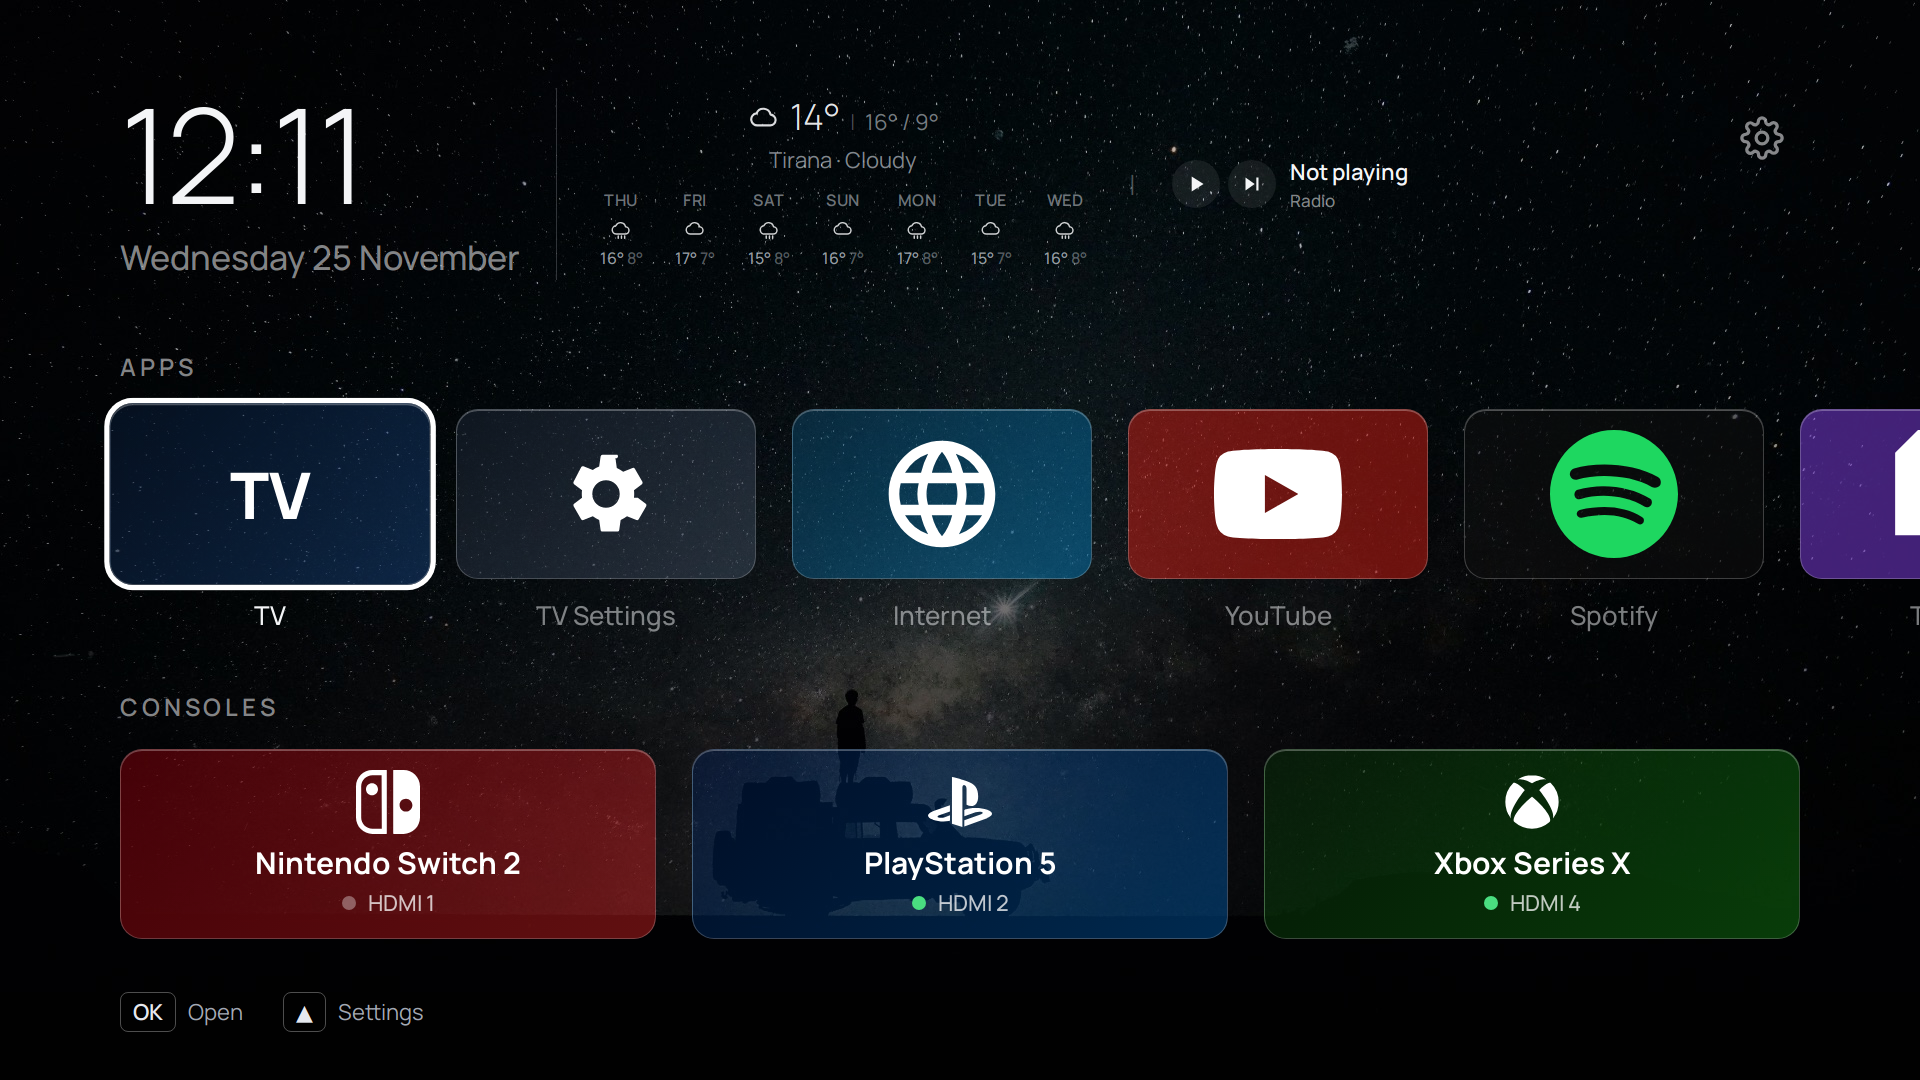 12:11
Wednesday 25 November
14° | 16° / 9°
Tirana · Cloudy
THU FRI SAT SUN MON TUE WED
16° 8° 17° 7° 15° 8° 16° 7° 17° 8° 15° 7° 16° 8°
Not playing
Radio
APPS
TV
TV
TV Settings
Internet
YouTube
Spotify
CONSOLES
Nintendo Switch 2
HDMI 1
PlayStation 5
HDMI 2
Xbox Series X
HDMI 4
OK Open ▲ Settings